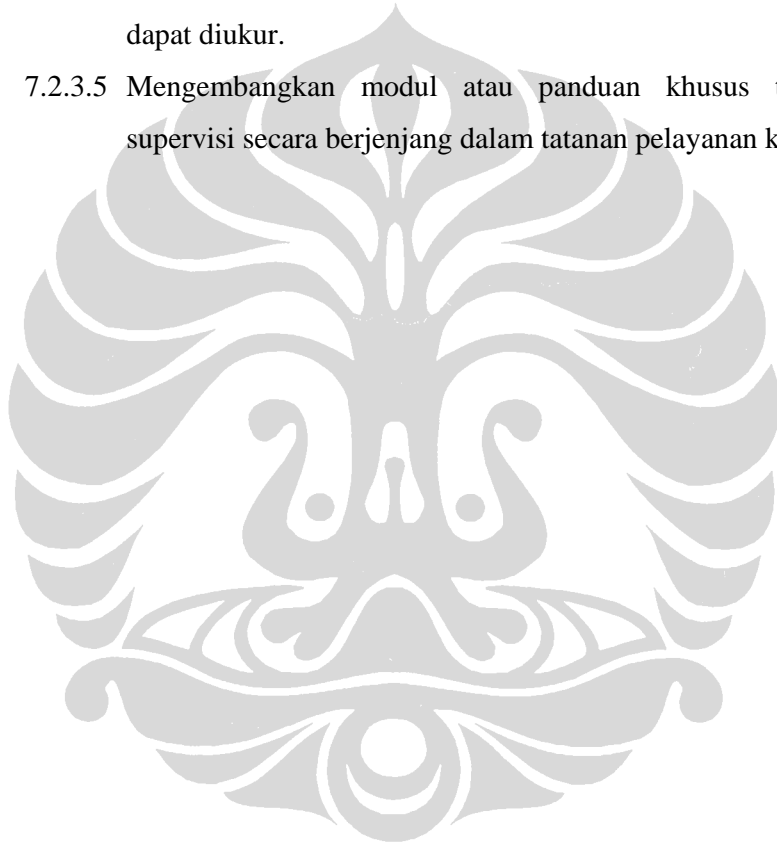 dapat diukur.
7.2.3.5 Mengembangkan modul atau panduan khusus
supervisi secara berjenjang dalam tatanan pelayanan